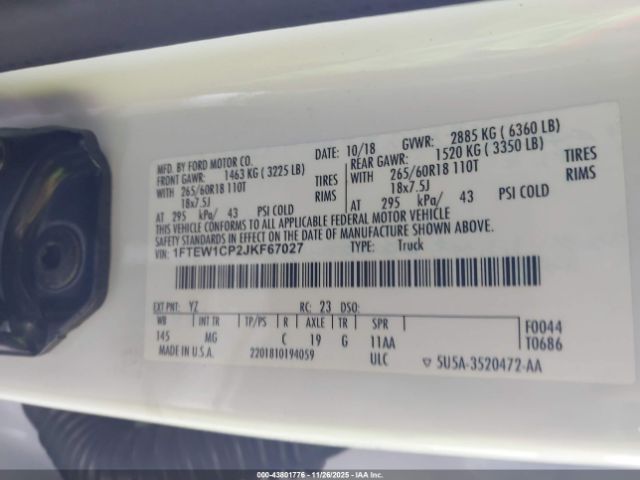 MFD. BY FORD MOTOR CO. DATE: 10/18 GVWR: 2885 KG ( 6360 LB)
FRONT GAWR: 1463 KG ( 3225 LB) REAR GAWR: 1520 KG ( 3350 LB)
WITH 265/60R18 110T TIRES WITH 265/60R18 110T TIRES
18x7.5J RIMS 18x7.5J RIMS
AT 295 kPa/ 43 PSI COLD AT 295 kPa/ 43 PSI COLD
THIS VEHICLE CONFORMS TO ALL APPLICABLE FEDERAL MOTOR VEHICLE
SAFETY STANDARDS IN EFFECT ON THE DATE OF MANUFACTURE SHOWN ABOVE.
VIN: 1FTEW1CP2JKF67027 TYPE: Truck
EXT PNT: YZ RC: 23 DSO:
WB INT TR TP/PS R AXLE TR SPR F0044
145 MG C 19 G 11AA T0686
MADE IN U.S.A. 2201810194059 ULC ▽ 5U5A-3520472-AA
000-43801776 - 11/26/2025 - IAAC